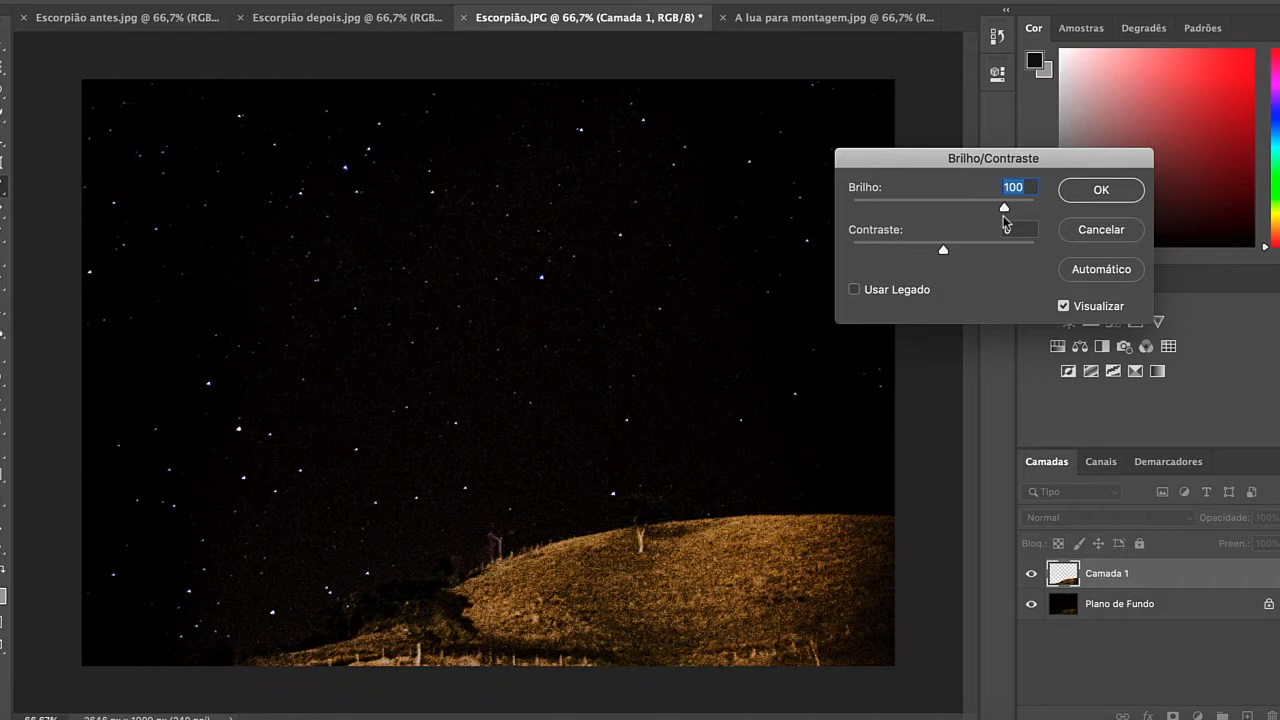 Escorpião antes.jpg @ 66,7% (RGB...
Escorpião depois.jpg @ 66,7% (RGB...
Escorpião.JPG @ 66,7% (Camada 1, RGB/8) *
A lua para montagem.jpg @ 66,7% (R...
Cor
Amostras
Degradês
Padrões
Brilho/Contraste
Brilho:
100
OK
Contraste:
Cancelar
Automático
Usar Legado
Visualizar
Camadas
Canais
Demarcadores
Tipo
Normal
Opacidade:
100%
Bloq.:
Preen.:
100%
Camada 1
Plano de Fundo